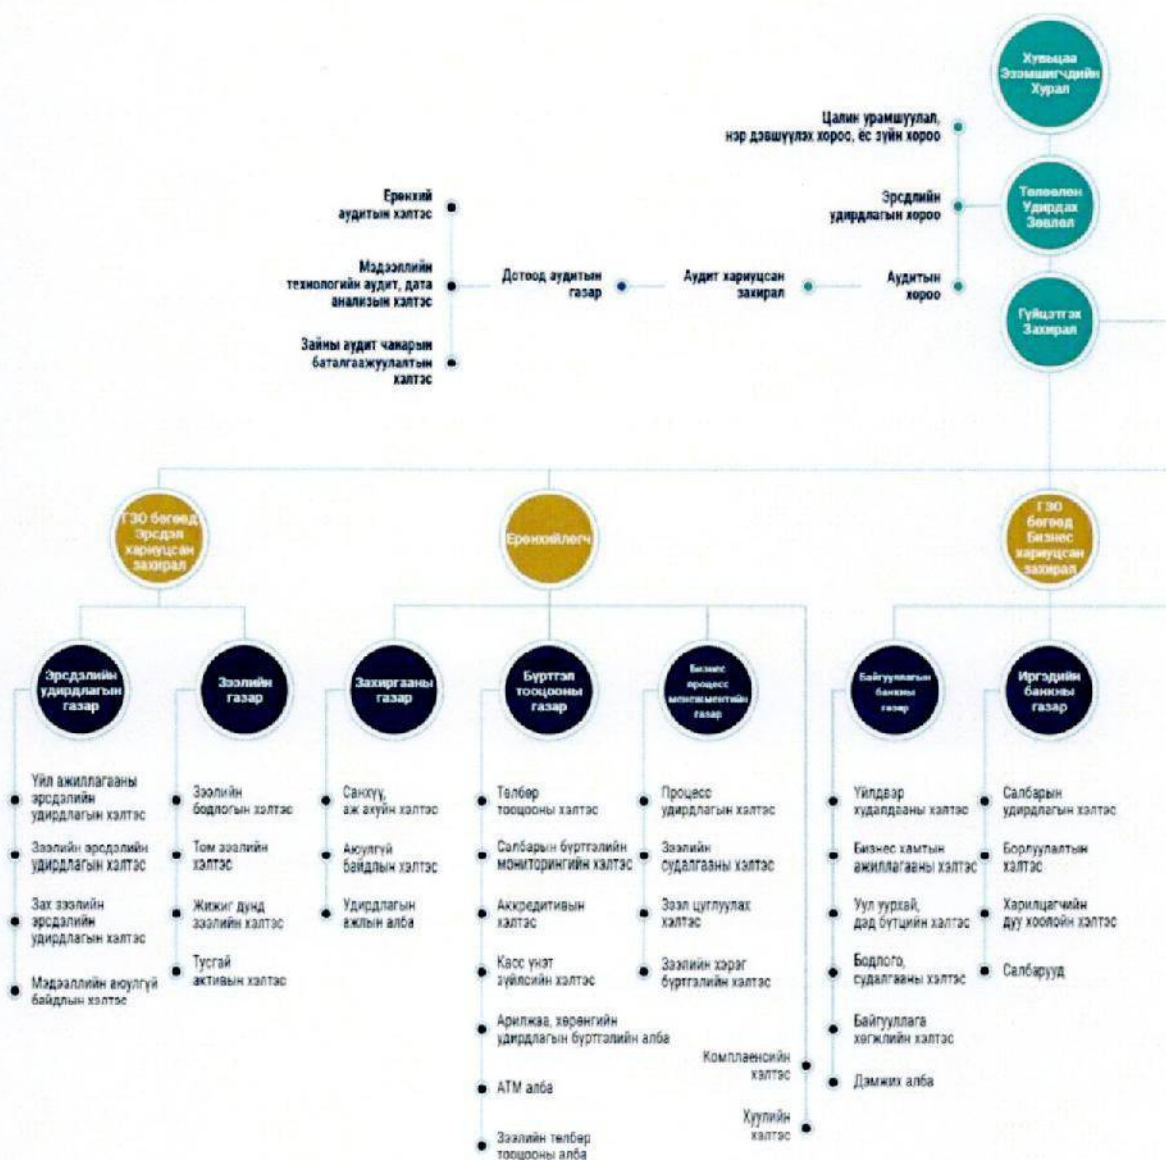 Хувьцаа
Эзэмшигчдийн
Хурал
Цалин урамшуулал,
нэр дэвшүүлэх хороо, ёс зүйн хороо
Эрсдлийн
удирдлагын хороо
Төлөөлөн
Удирдах
Зөвлөл
Ерөнхий
аудитын хэлтэс
Мэдээллийн
технологийн аудит, дата
анализын хэлтэс
Зайны аудит чанарын
баталгаажуулалтын
хэлтэс
Дотоод аудитын
газар
Аудит хариуцсан
захирал
Аудитын
хороо
Гүйцэтгэх
Захирал
ГЗО бөгөөд
Эрсдэл
хариуцсан
захирал
Ерөнхийлөгч
ГЗО
бөгөөд
Бизнес
хариуцсан
захирал
Эрсдэлийн
удирдлагын
газар
Үйл ажиллагааны
эрсдэлийн
удирдлагын хэлтэс
Зээлийн эрсдэлийн
удирдлагын хэлтэс
Зах зээлийн
эрсдэлийн
удирдлагын хэлтэс
Мэдээллийн аюулгүй
байдлын хэлтэс
Зээлийн
газар
Зээлийн
бодлогын хэлтэс
Том зээлийн
хэлтэс
Жижиг дунд
зээлийн хэлтэс
Тусгай
активын хэлтэс
Захиргааны
газар
Санхүү,
аж ахуйн хэлтэс
Аюулгүй
байдлын хэлтэс
Удирдлагын
ажлын алба
Бүртгэл
тооцооны
газар
Төлбөр
тооцооны хэлтэс
Салбарын бүртгэлийн
мониторингийн хэлтэс
Аккредитивын
хэлтэс
Касс үнэт
зүйлсийн хэлтэс
Арилжаа, хөрөнгийн
удирдлагын бүртгэлийн алба
АТМ алба
Зээлийн төлбөр
тооцооны алба
Бизнес
процесс
менежментийн
газар
Процесс
удирдлагын хэлтэс
Зээлийн
судалгааны хэлтэс
Зээл цуглуулах
хэлтэс
Зээлийн хэрэг
бүртгэлийн хэлтэс
Комплаенсийн
хэлтэс
Хуулийн
хэлтэс
Байгууллагын
банкны
газар
Үйлдвэр
худалдааны хэлтэс
Бизнес хамтын
ажиллагааны хэлтэс
Уул уурхай,
дэд бүтцийн хэлтэс
Бодлого,
судалгааны хэлтэс
Байгууллага
хөгжлийн хэлтэс
Дэмжих алба
Иргэдийн
банкны
газар
Салбарын
удирдлагын хэлтэс
Борлуулалтын
хэлтэс
Харилцагчийн
дуу хоолойн хэлтэс
Салбарууд